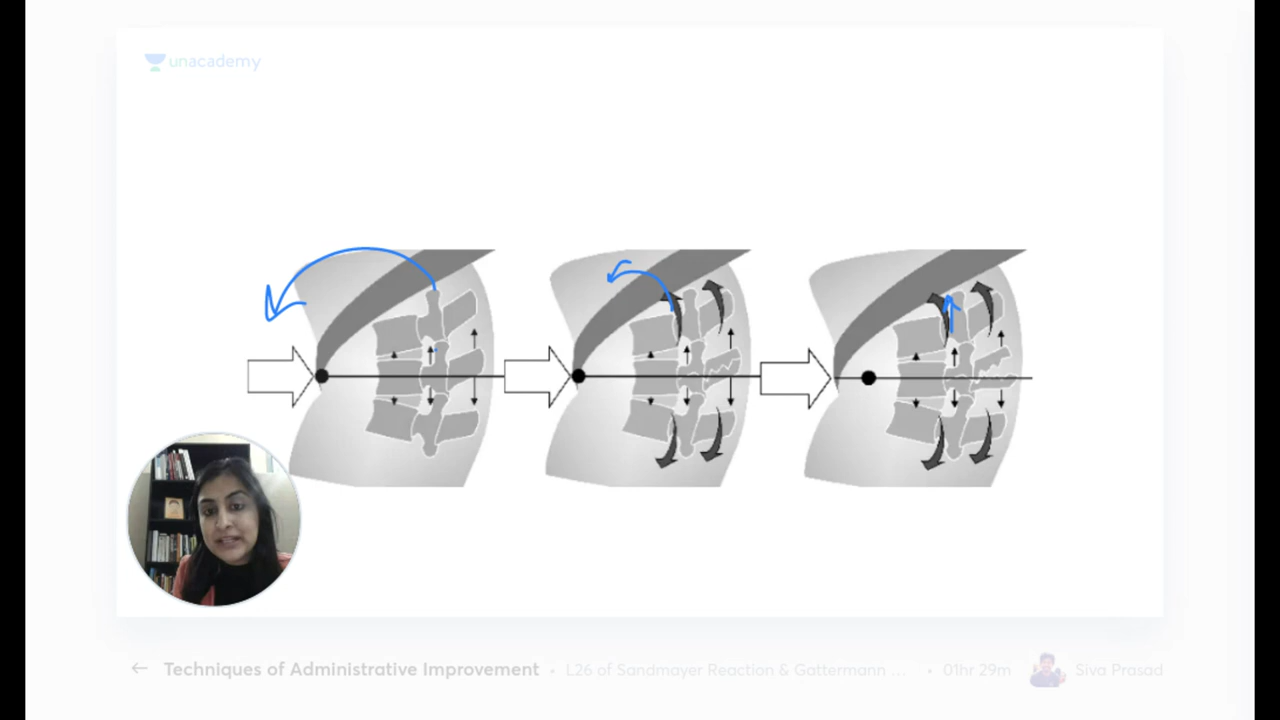 unacademy
Techniques of Administrative Improvement • L26 of Sandmayer Reaction & Gattermann ... • 01hr 29m Siva Prasad